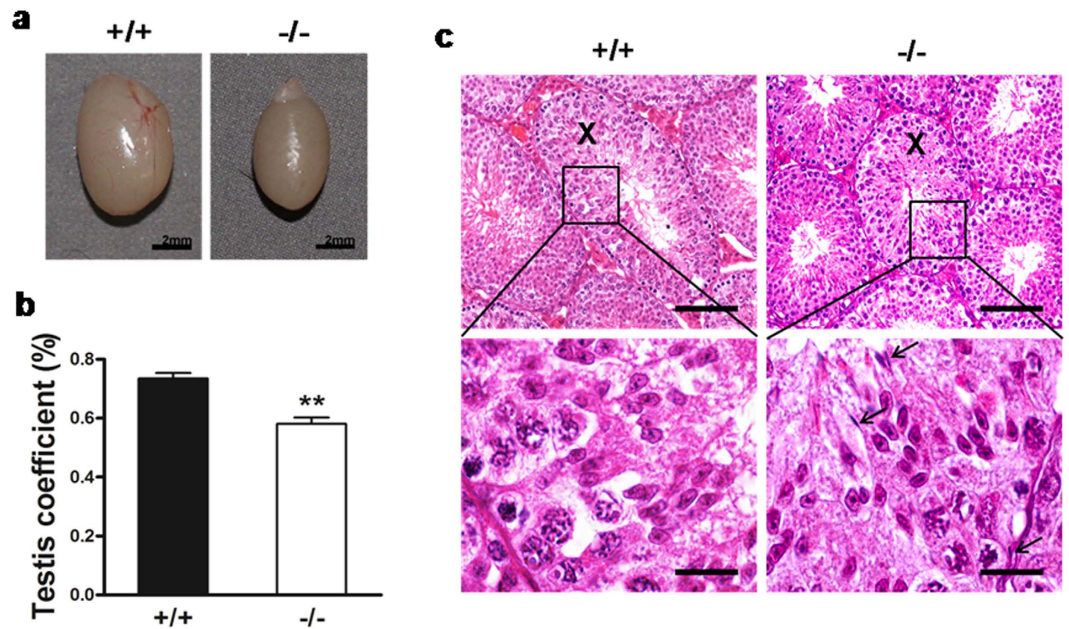 a
+/+ -/-
2mm 2mm
b
Testis coefficient (%)
0.8
0.6
0.4
0.2
0.0
**
+/+ -/-
c
+/+ -/-
X X